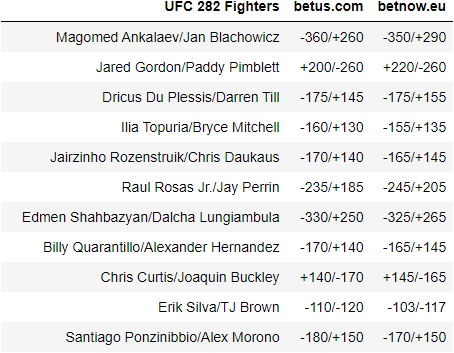 UFC 282 Fighters betus.com betnow.eu
Magomed Ankalaev/Jan Blachowicz -360/+260 -350/+290
Jared Gordon/Paddy Pimblett +200/-260 +220/-260
Dricus Du Plessis/Darren Till -175/+145 -175/+155
Ilia Topuria/Bryce Mitchell -160/+130 -155/+135
Jairzinho Rozenstruik/Chris Daukaus -170/+140 -165/+145
Raul Rosas Jr./Jay Perrin -235/+185 -245/+205
Edmen Shahbazyan/Dalcha Lungiambula -330/+250 -325/+265
Billy Quarantillo/Alexander Hernandez -170/+140 -165/+145
Chris Curtis/Joaquin Buckley +140/-170 +145/-165
Erik Silva/TJ Brown -110/-120 -103/-117
Santiago Ponzinibbio/Alex Morono -180/+150 -170/+150